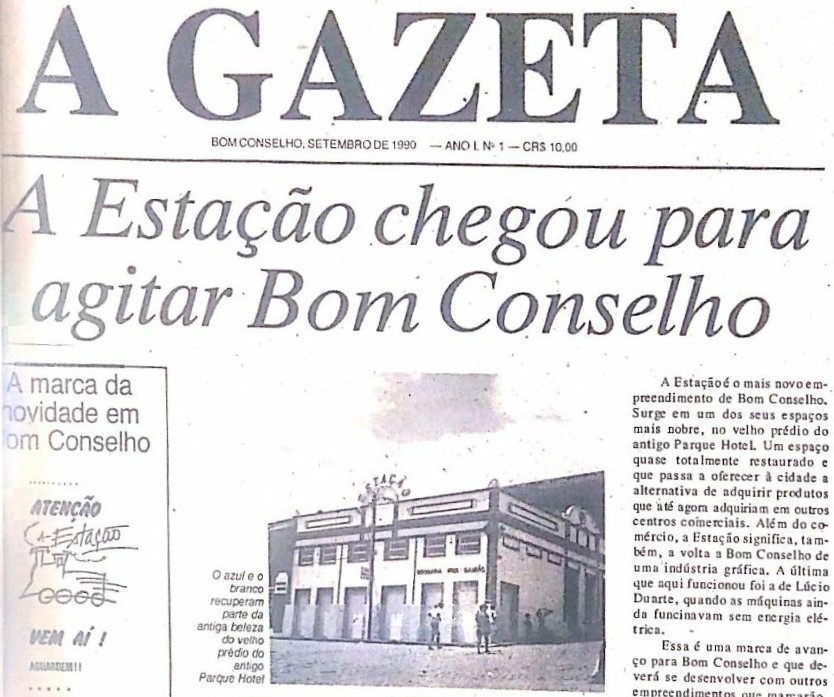 A GAZETA
BOM CONSELHO, SETEMBRO DE 1990 — ANO I. Nº 1 — CR$ 10,00
A Estação chegou para
agitar Bom Conselho
A marca da
novidade em
om Conselho
ATENÇÃO
A Estação
VEM AÍ !
AGUARDEM!!
O azul e o
branco
recuperam
parte da
antiga beleza
do velho
prédio do
antigo
Parque Hotel
ESTAÇÃO
A Estação é o mais novo em-
preendimento de Bom Conselho.
Surge em um dos seus espaços
mais nobre, no velho prédio do
antigo Parque Hotel. Um espaço
quase totalmente restaurado e
que passa a oferecer à cidade a
alternativa de adquirir produtos
que até agora adquiriam em outros
centros comerciais. Além do co-
mércio, a Estação significa, tam-
bém, a volta a Bom Conselho de
uma indústria gráfica. A última
que aqui funcionou foi a de Lúcio
Duarte, quando as máquinas ain-
da funcinavam sem energia elé-
trica.
Essa é uma marca de avan-
ço para Bom Conselho e que de-
verá se desenvolver com outros
empreendimentos que